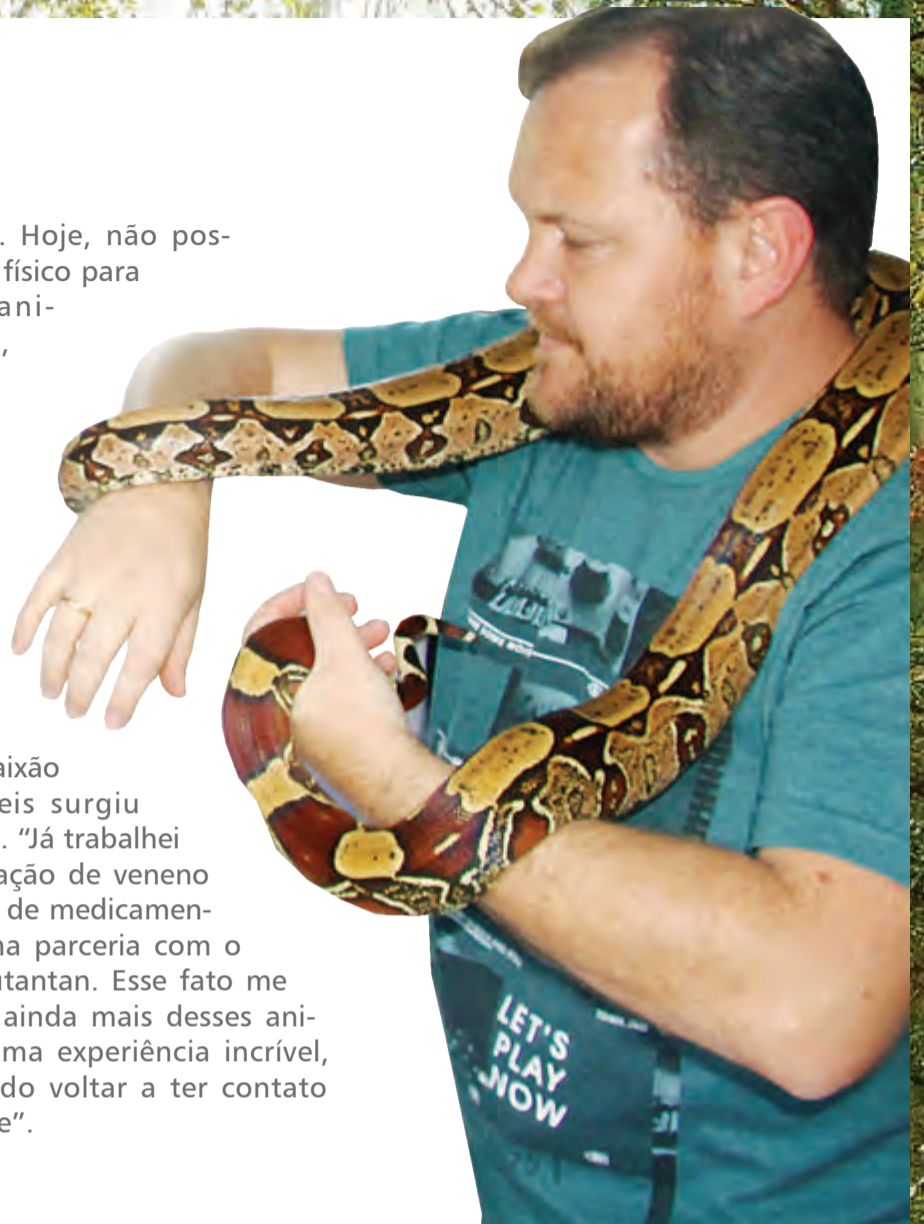 . Hoje, não pos-
físico para
ani-
,
aixão
eis surgiu
. “Já trabalhei
ação de veneno
de medicamen-
na parceria com o
utantan. Esse fato me
ainda mais desses ani-
ma experiência incrível,
do voltar a ter contato
e”.
LET'S
PLAY
NOW